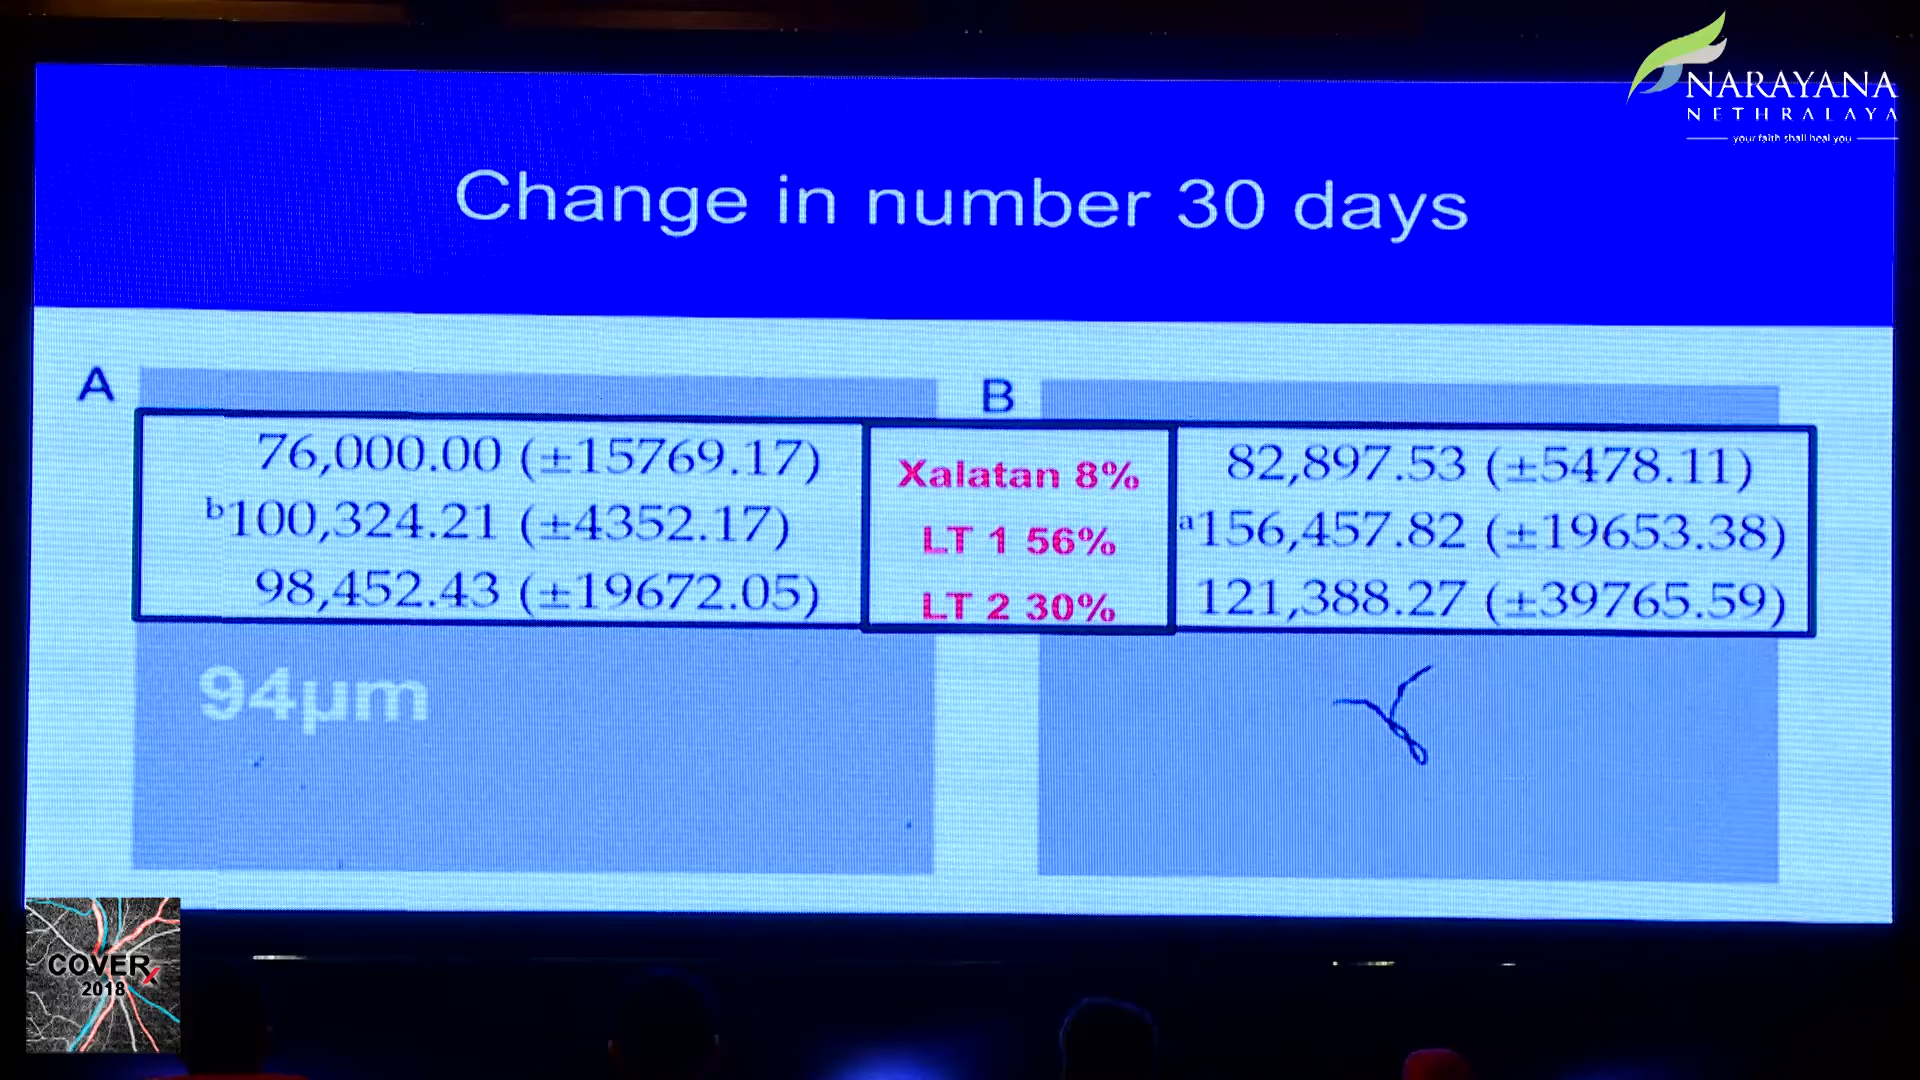 NARAYANA
NETHRALAYA
your faith shall heal you
Change in number 30 days
A
B
76,000.00 (±15769.17)
Xalatan 8%
82,897.53 (±5478.11)
b100,324.21 (±4352.17)
LT 1 56%
a156,457.82 (±19653.38)
98,452.43 (±19672.05)
LT 2 30%
121,388.27 (±39765.59)
94µm
COVERx
2018